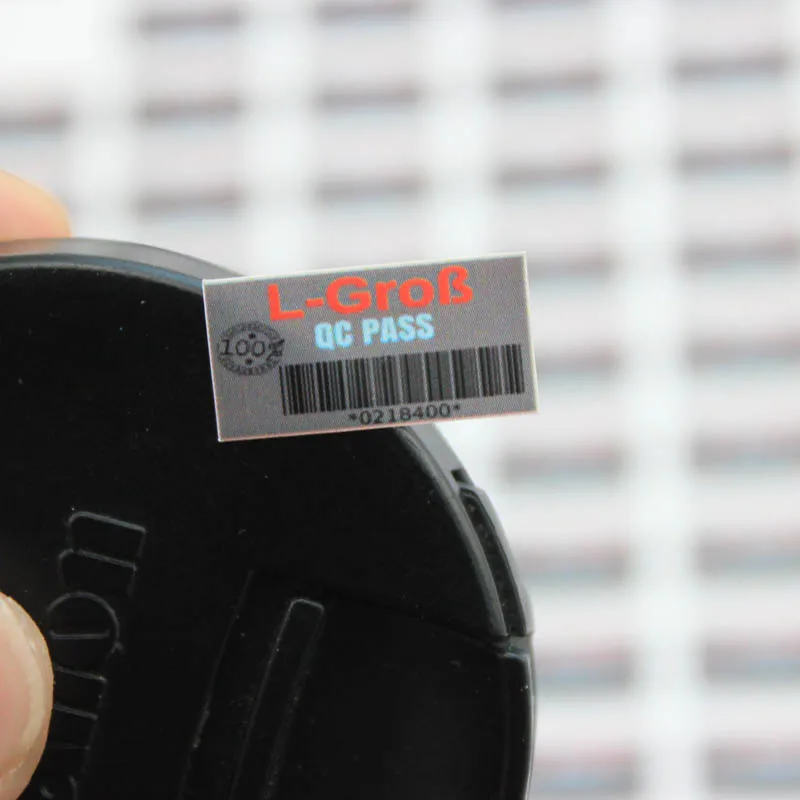 L-Groß
QC PASS
100%
*0218400*